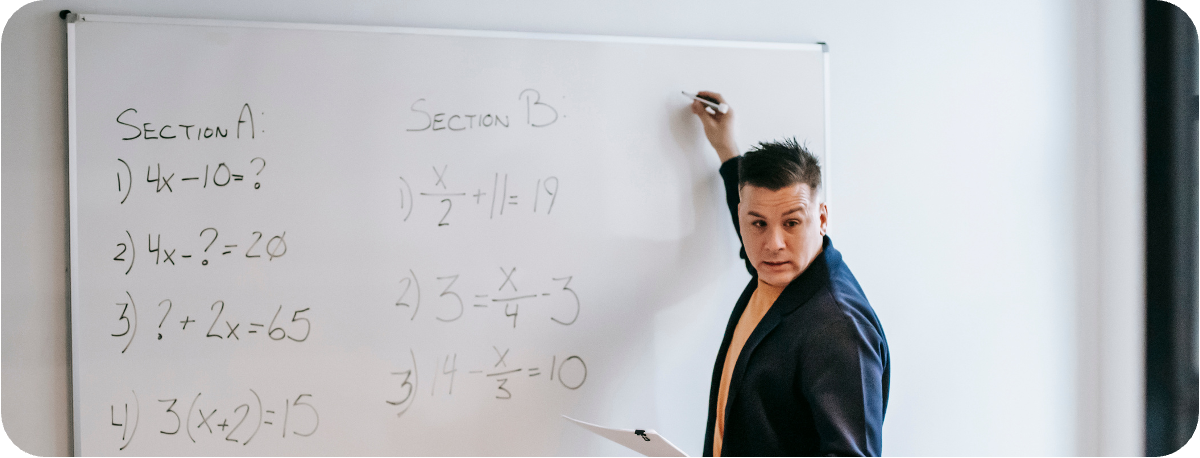 SECTION A:
1) 4x-10=?
2) 4x-?=20
3) ?+2x=65
4) 3(x+2)=15
SECTION B:
1) x/2+11=19
2) 3=x/4-3
3) 14-x/3=10